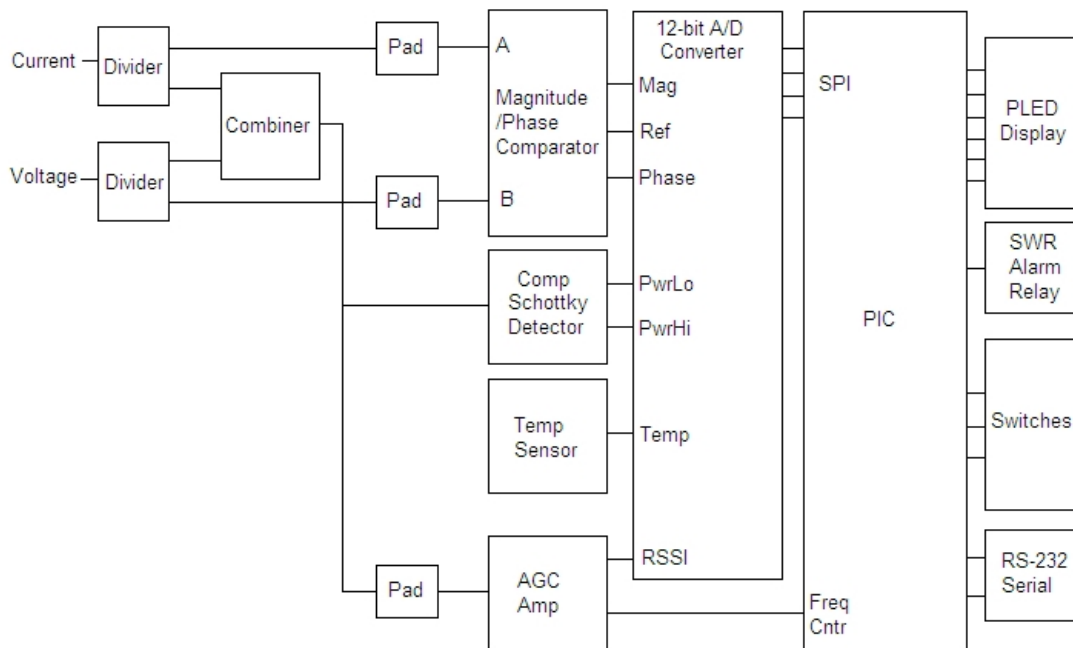 Current
Divider
Voltage
Divider
Combiner
Pad
Pad
A
Magnitude
/Phase
Comparator
B
Comp
Schottky
Detector
Temp
Sensor
Pad
AGC
Amp
12-bit A/D
Converter
Mag
Ref
Phase
PwrLo
PwrHi
Temp
RSSI
SPI
PIC
Freq
Cntr
PLED
Display
SWR
Alarm
Relay
Switches
RS-232
Serial